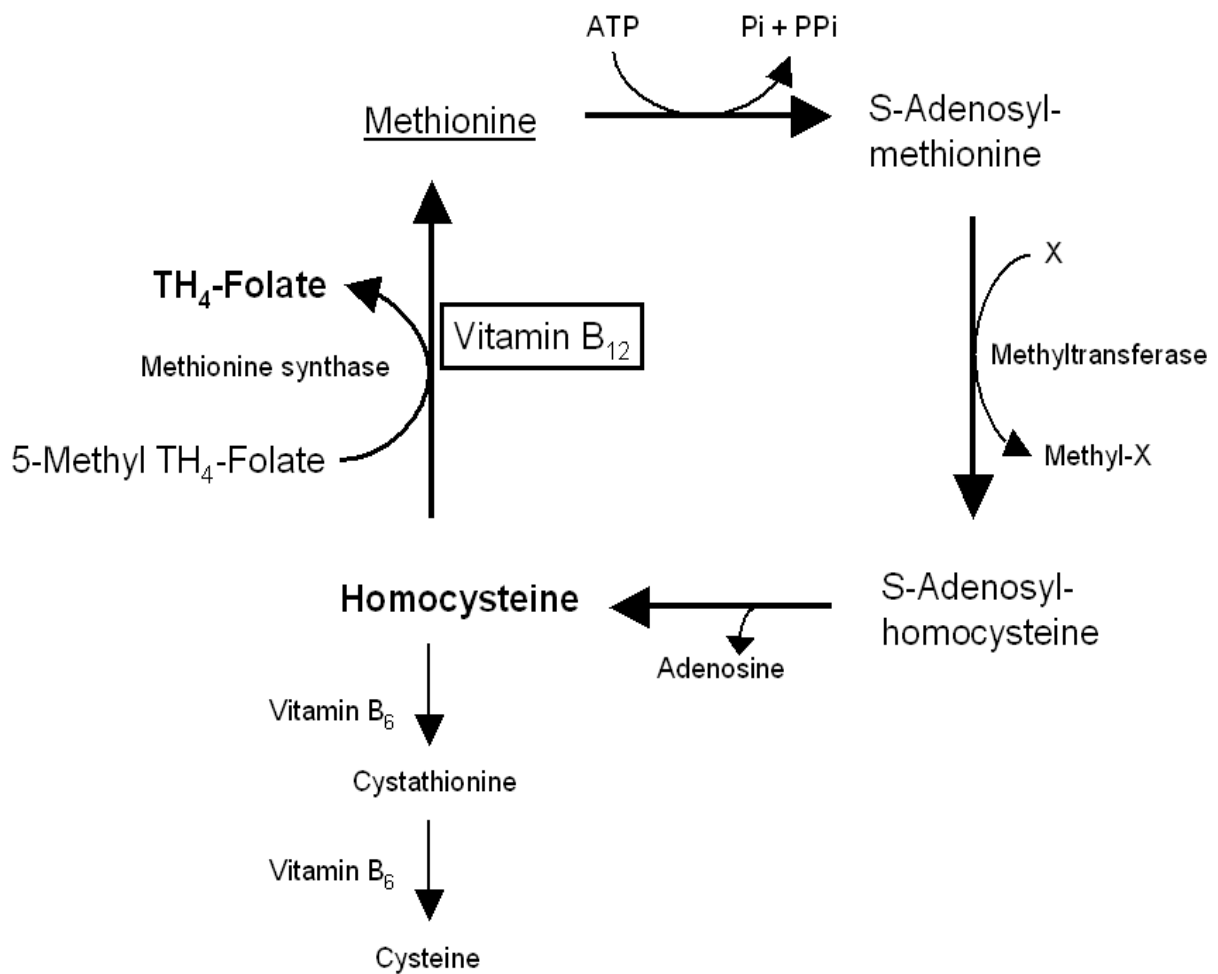 ATP
Pi + PPi
Methionine
S-Adenosyl-
methionine
TH₄-Folate
Vitamin B₁₂
X
Methionine synthase
Methyltransferase
5-Methyl TH₄-Folate
Methyl-X
Homocysteine
S-Adenosyl-
homocysteine
Adenosine
Vitamin B₆
Cystathionine
Vitamin B₆
Cysteine